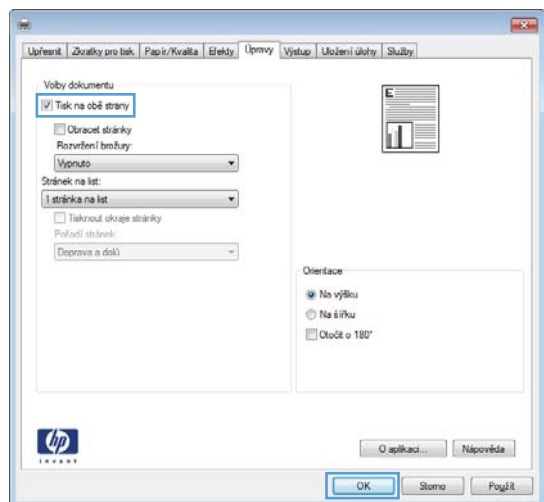 Upřesnit Zkratky pro tisk Papír/Kvalita Efekty Úpravy Výstup Uložení úlohy Služby
Volby dokumentu
Tisk na obě strany
Obracet stránky
Rozvržení brožury:
Vypnuto
Stránek na list:
1 stránka na list
Tisknout okraje stránky
Pořadí stránek:
Doprava a dolů
E
Orientace
Na výšku
Na šířku
Otočit o 180°
hp
invent
O aplikaci...
Nápověda
OK
Storno
Použít